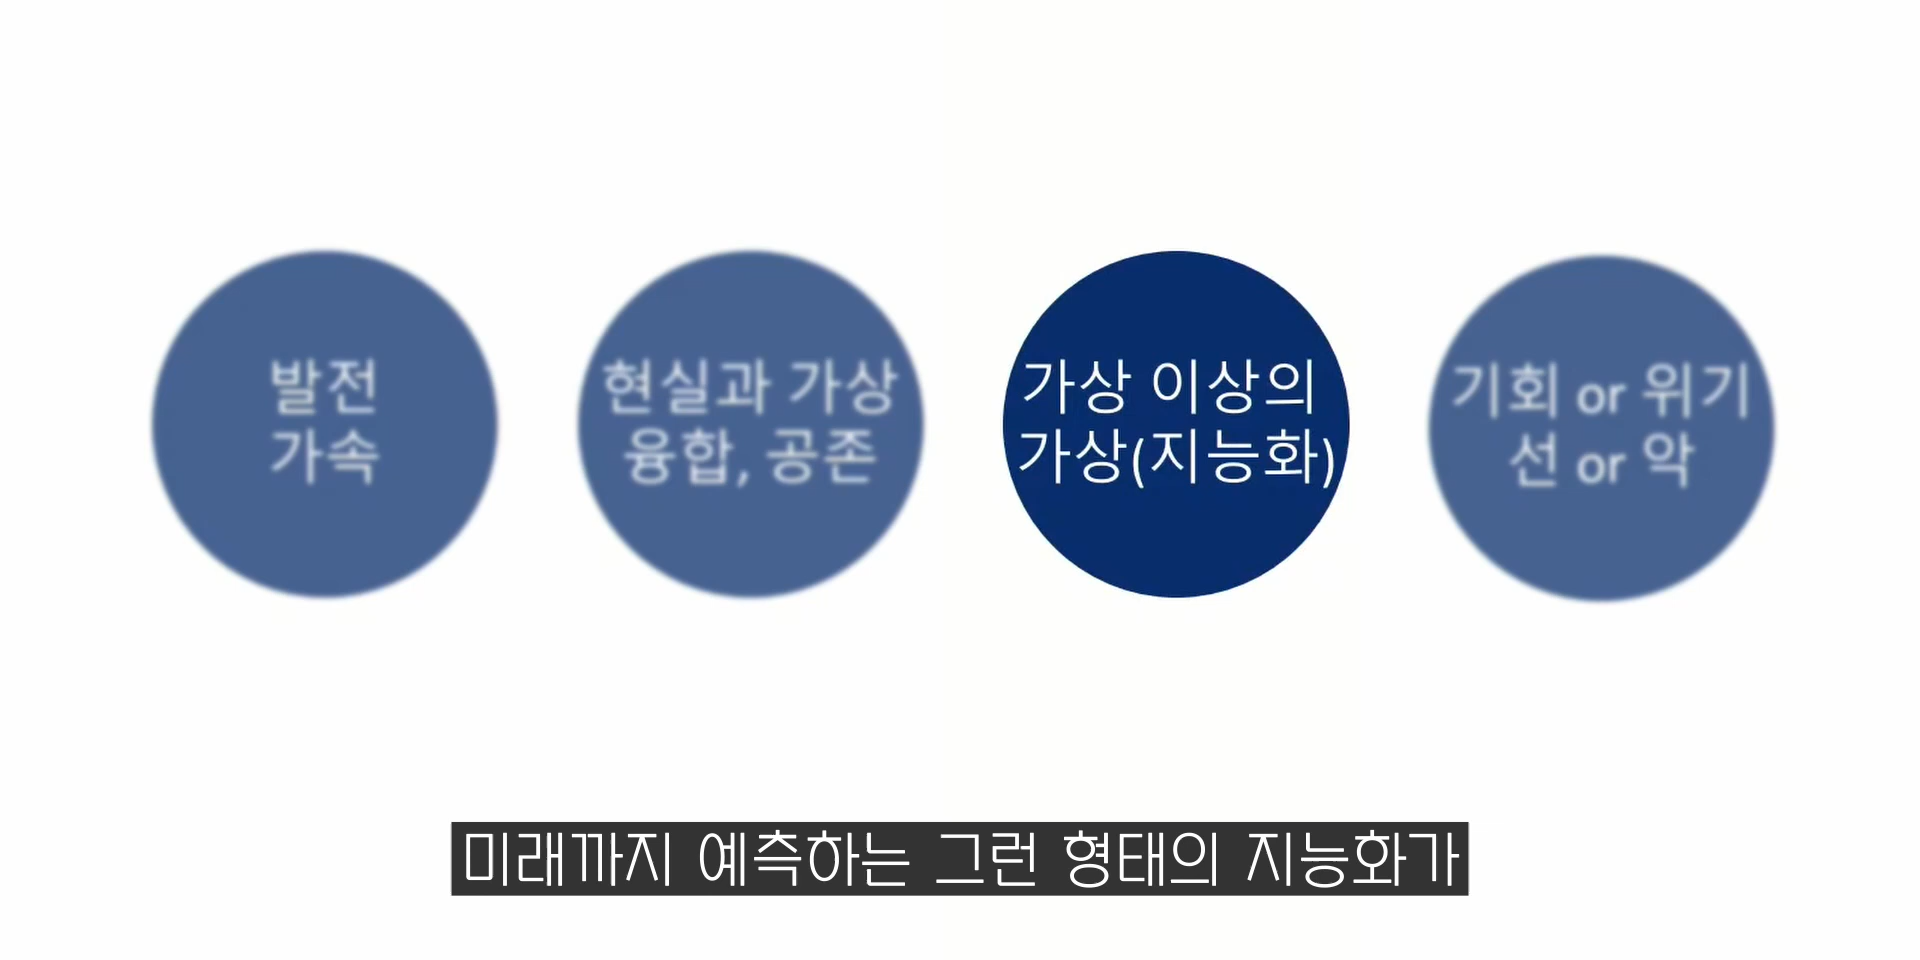 발전
가속
현실과 가상
융합, 공존
가상 이상의
가상(지능화)
기회 or 위기
선 or 악
미래까지 예측하는 그런 형태의 지능화가